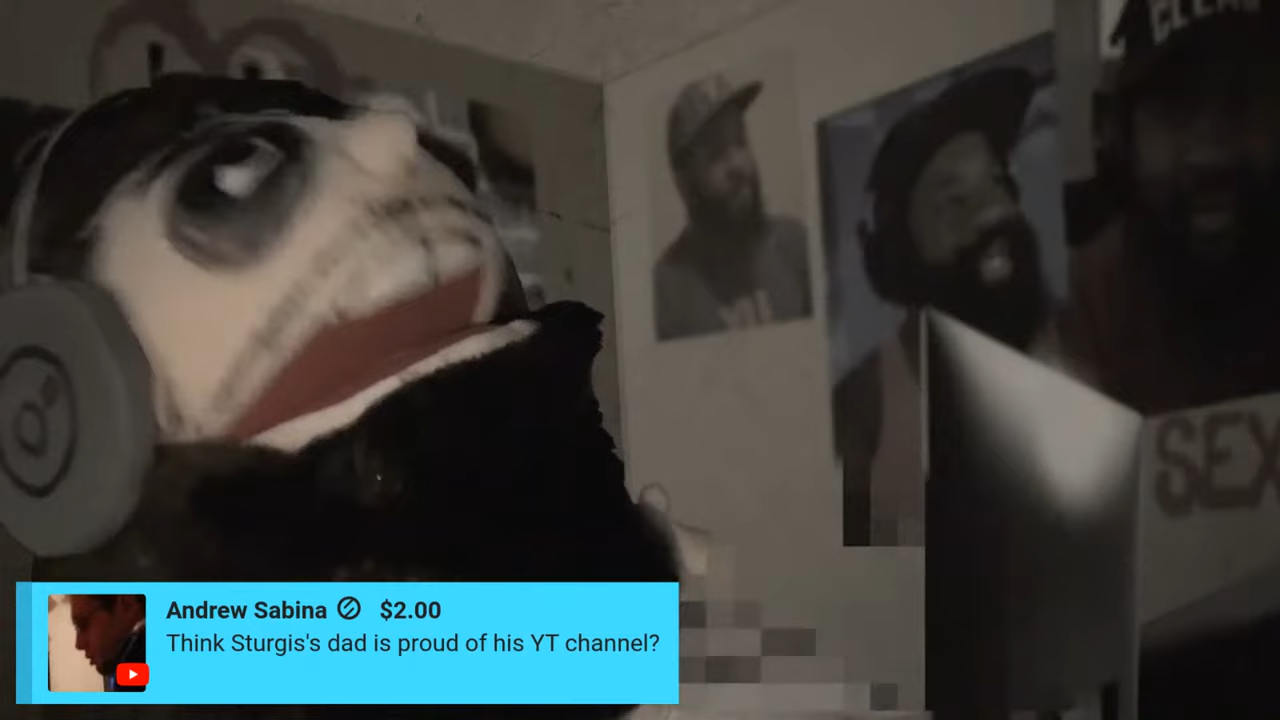 SEX
Andrew Sabina $2.00
Think Sturgis's dad is proud of his YT channel?